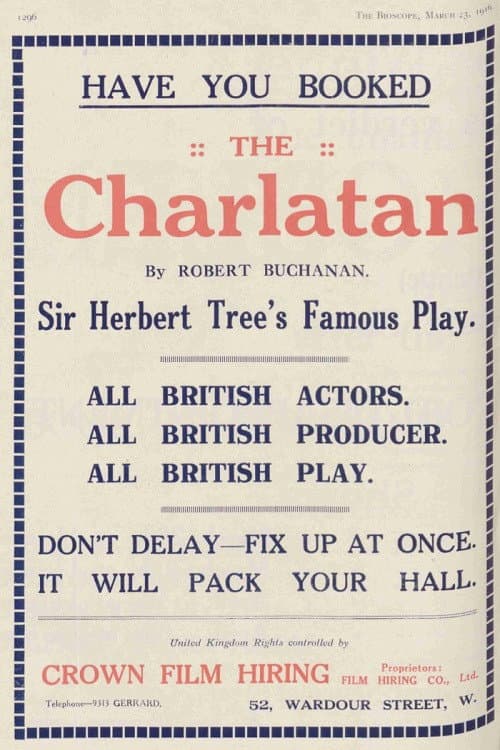 1296
THE BIOSCOPE, MARCH 23, 1916
HAVE YOU BOOKED
:: THE ::
Charlatan
By ROBERT BUCHANAN.
Sir Herbert Tree's Famous Play.
ALL BRITISH ACTORS.
ALL BRITISH PRODUCER.
ALL BRITISH PLAY.
DON'T DELAY—FIX UP AT ONCE.
IT WILL PACK YOUR HALL.
United Kingdom Rights controlled by
CROWN FILM HIRING
Proprietors:
FILM HIRING CO., Ltd.
Telephone—9313 GERRARD.
52, WARDOUR STREET, W.